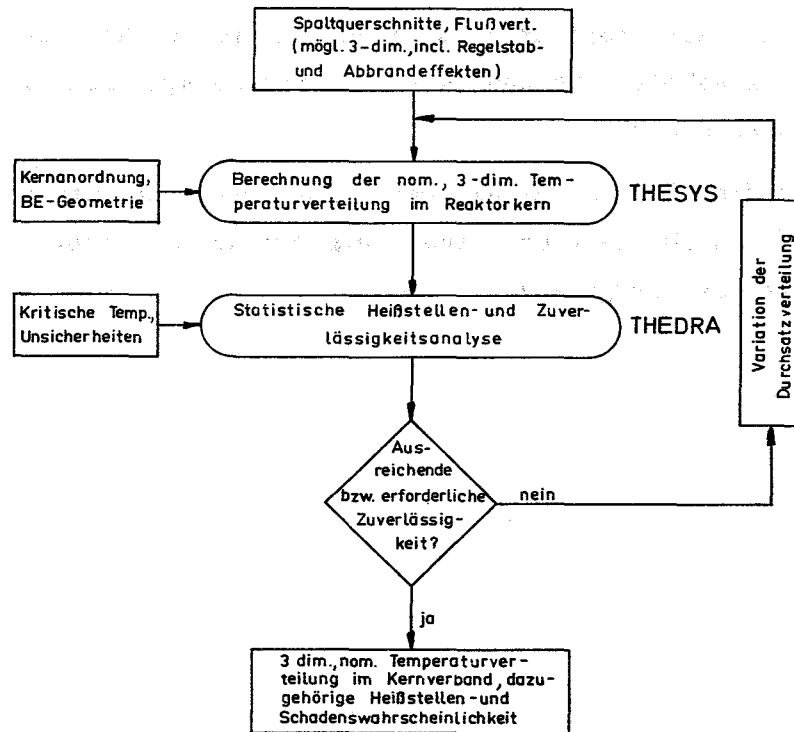 Spaltquerschnitte, Flußvert.
(mögl. 3-dim., incl. Regelstab-
und Abbrandeffekten)
Kernanordnung,
BE-Geometrie
Berechnung der nom., 3-dim. Tem-
peraturverteilung im Reaktorkern
THESYS
Kritische Temp.,
Unsicherheiten
Statistische Heißstellen- und Zuver-
lässigkeitsanalyse
THEDRA
Variation der
Durchsatzverteilung
Aus-
reichende
bzw. erforderliche
Zuverlässig-
keit?
nein
ja
3 dim., nom. Temperaturver-
teilung im Kernverband, dazu-
gehörige Heißstellen- und
Schadenswahrscheinlichkeit